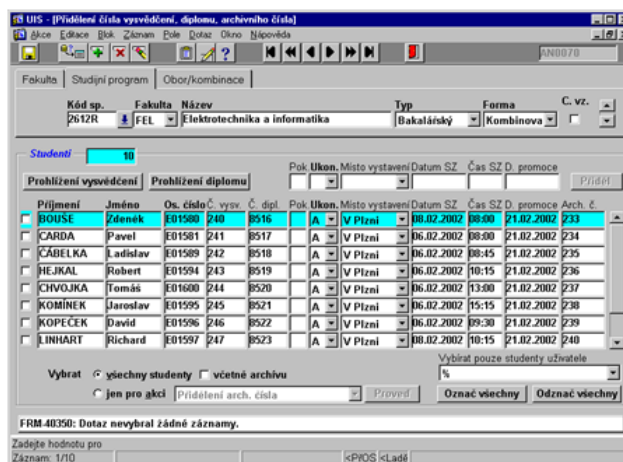 UIS - [Přidělení čísla vysvědčení, diplomu, archivního čísla]
Akce Editace Blok Záznam Pole Dotaz Okno Nápověda
AN0070
Fakulta Studijní program Obor/kombinace
Kód sp. Fakulta Název Typ Forma C. vz.
2612R FEL Elektrotechnika a informatika Bakalářský Kombinova
Studenti 10
Pok. Ukon. Místo vystavení Datum SZ Čas SZ D. promoce
Prohlížení vysvědčení Prohlížení diplomu Přiděl
Příjmení Jméno Os. číslo Č. vysv. Č. dipl. Pok. Ukon. Místo vystavení Datum SZ Čas SZ D. promoce Arch. č.
BOUŠE Zdeněk E01580 240 8516 A V Plzni 08.02.2002 08:00 21.02.2002 233
CARDA Pavel E01581 241 8517 A V Plzni 06.02.2002 08:00 21.02.2002 234
ČÁBELKA Ladislav E01589 242 8518 A V Plzni 06.02.2002 08:45 21.02.2002 235
HEJKAL Robert E01594 243 8519 A V Plzni 06.02.2002 10:15 21.02.2002 236
CHVOJKA Tomáš E01600 244 8520 A V Plzni 06.02.2002 13:00 21.02.2002 237
KOMÍNEK Jaroslav E01595 245 8521 A V Plzni 06.02.2002 15:15 21.02.2002 238
KOPEČEK David E01596 246 8522 A V Plzni 06.02.2002 09:30 21.02.2002 239
LINHART Richard E01597 247 8523 A V Plzni 08.02.2002 10:15 21.02.2002 240
Vybírat pouze studenty uživatele
Vybrat všechny studenty včetně archivu %
jen pro akci Přidělení arch. čísla Proveď Označ všechny Odznač všechny
FRM-40350: Dotaz nevybral žádné záznamy.
Zadejte hodnotu pro
Záznam: 1/10 <P/OS <Ladě